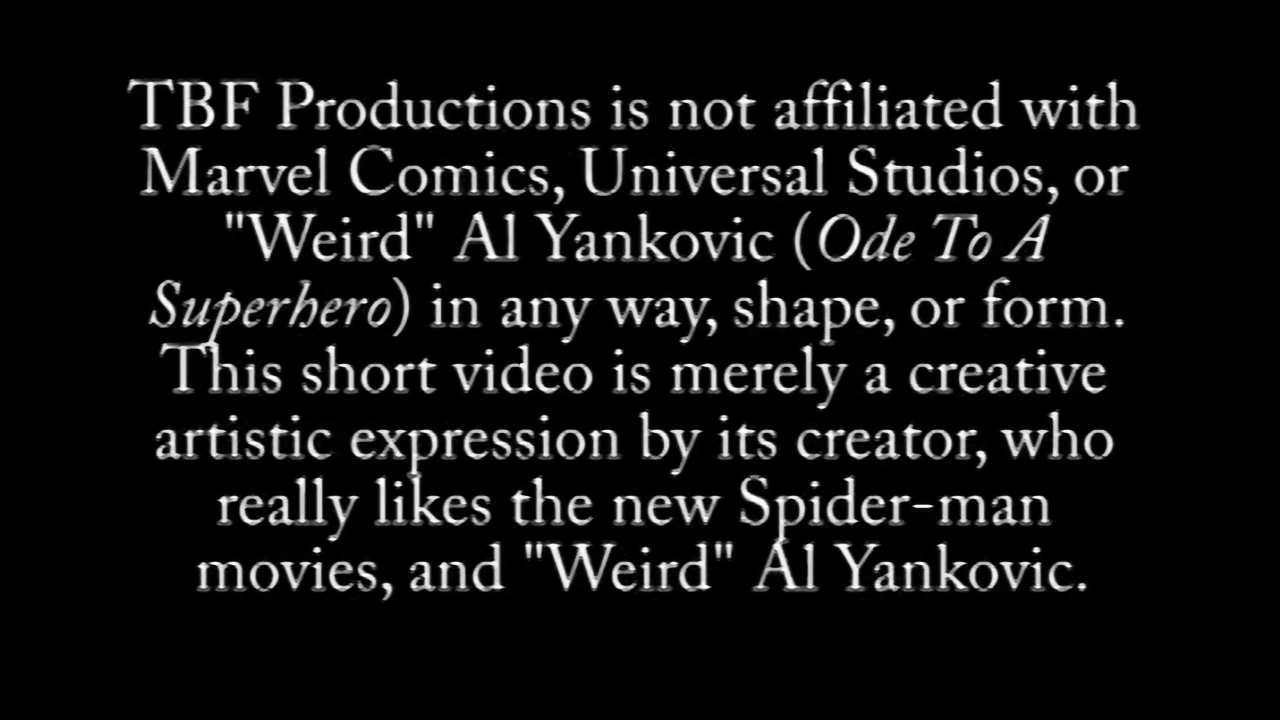 TBF Productions is not affiliated with
Marvel Comics, Universal Studios, or
"Weird" Al Yankovic (Ode To A
Superhero) in any way, shape, or form.
This short video is merely a creative
artistic expression by its creator, who
really likes the new Spider-man
movies, and "Weird" Al Yankovic.